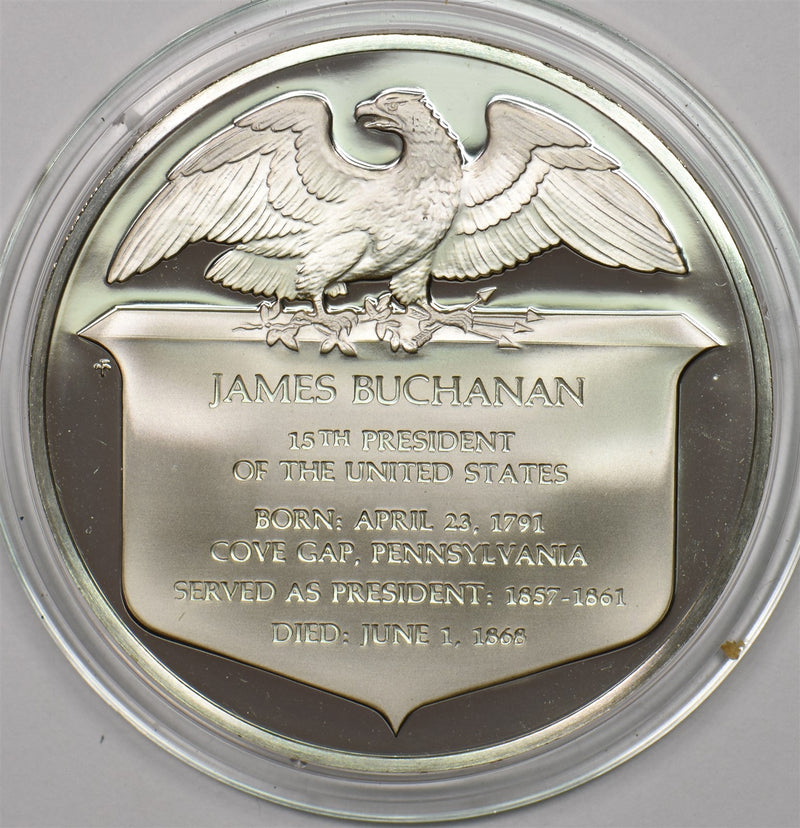 JAMES BUCHANAN
15TH PRESIDENT
OF THE UNITED STATES
BORN: APRIL 23, 1791
COVE GAP, PENNSYLVANIA
SERVED AS PRESIDENT: 1857-1861
DIED: JUNE 1, 1868